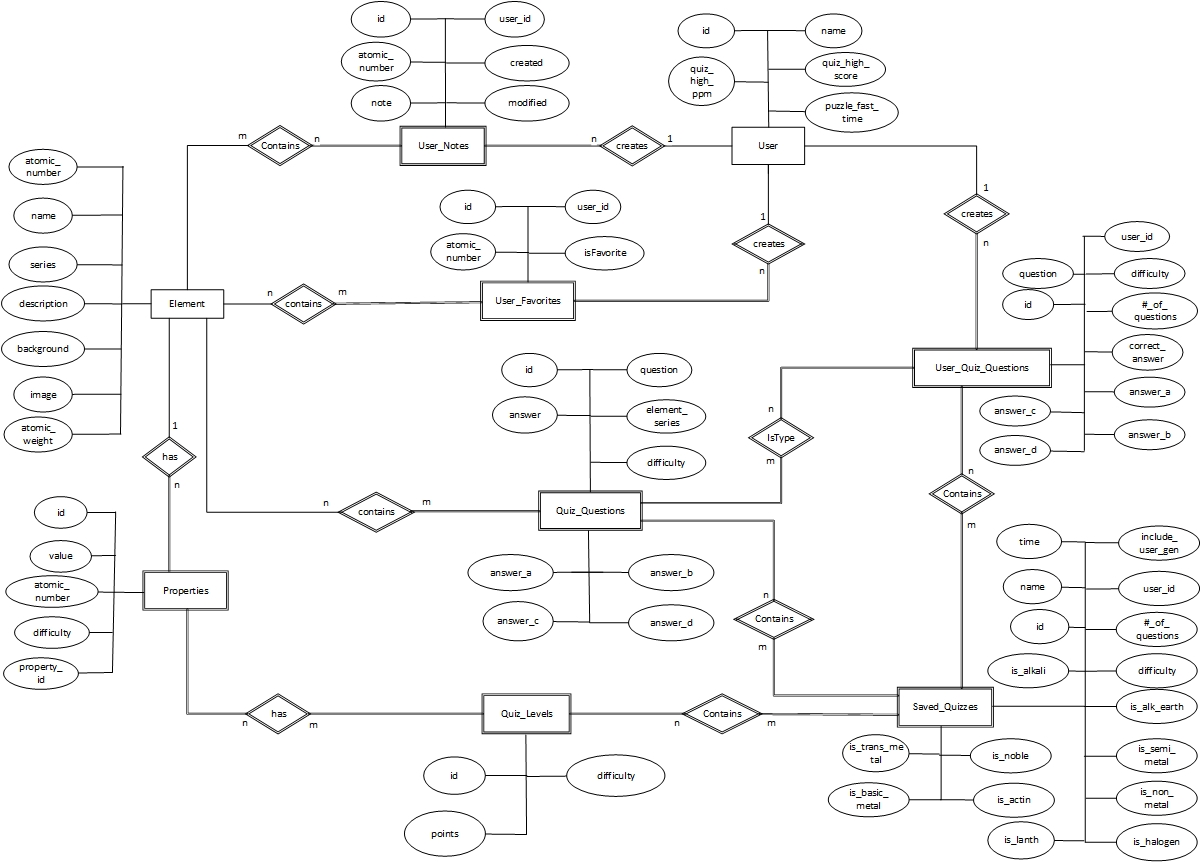 id
user_id
atomic_
number
created
note
modified
User_Notes
id
name
quiz_
high_
ppm
quiz_high_
score
puzzle_fast_
time
User
m
Contains
n
n
creates
1
1
creates
n
1
creates
n
atomic_
number
name
series
description
background
image
atomic_
weight
Element
id
user_id
atomic_
number
isFavorite
User_Favorites
n
contains
m
user_id
question
difficulty
id
#_of_
questions
correct_
answer
answer_a
answer_c
answer_b
answer_d
User_Quiz_Questions
id
question
answer
element_
series
difficulty
Quiz_Questions
answer_a
answer_b
answer_c
answer_d
n
IsType
m
n
Contains
m
1
has
n
n
contains
m
n
Contains
m
id
value
atomic_
number
difficulty
property_
id
Properties
n
has
m
Quiz_Levels
id
difficulty
points
n
Contains
m
Saved_Quizzes
time
include_
user_gen
name
user_id
id
#_of_
questions
is_alkali
difficulty
is_alk_earth
is_trans_me
tal
is_noble
is_semi_
metal
is_basic_
metal
is_actin
is_non_
metal
is_lanth
is_halogen